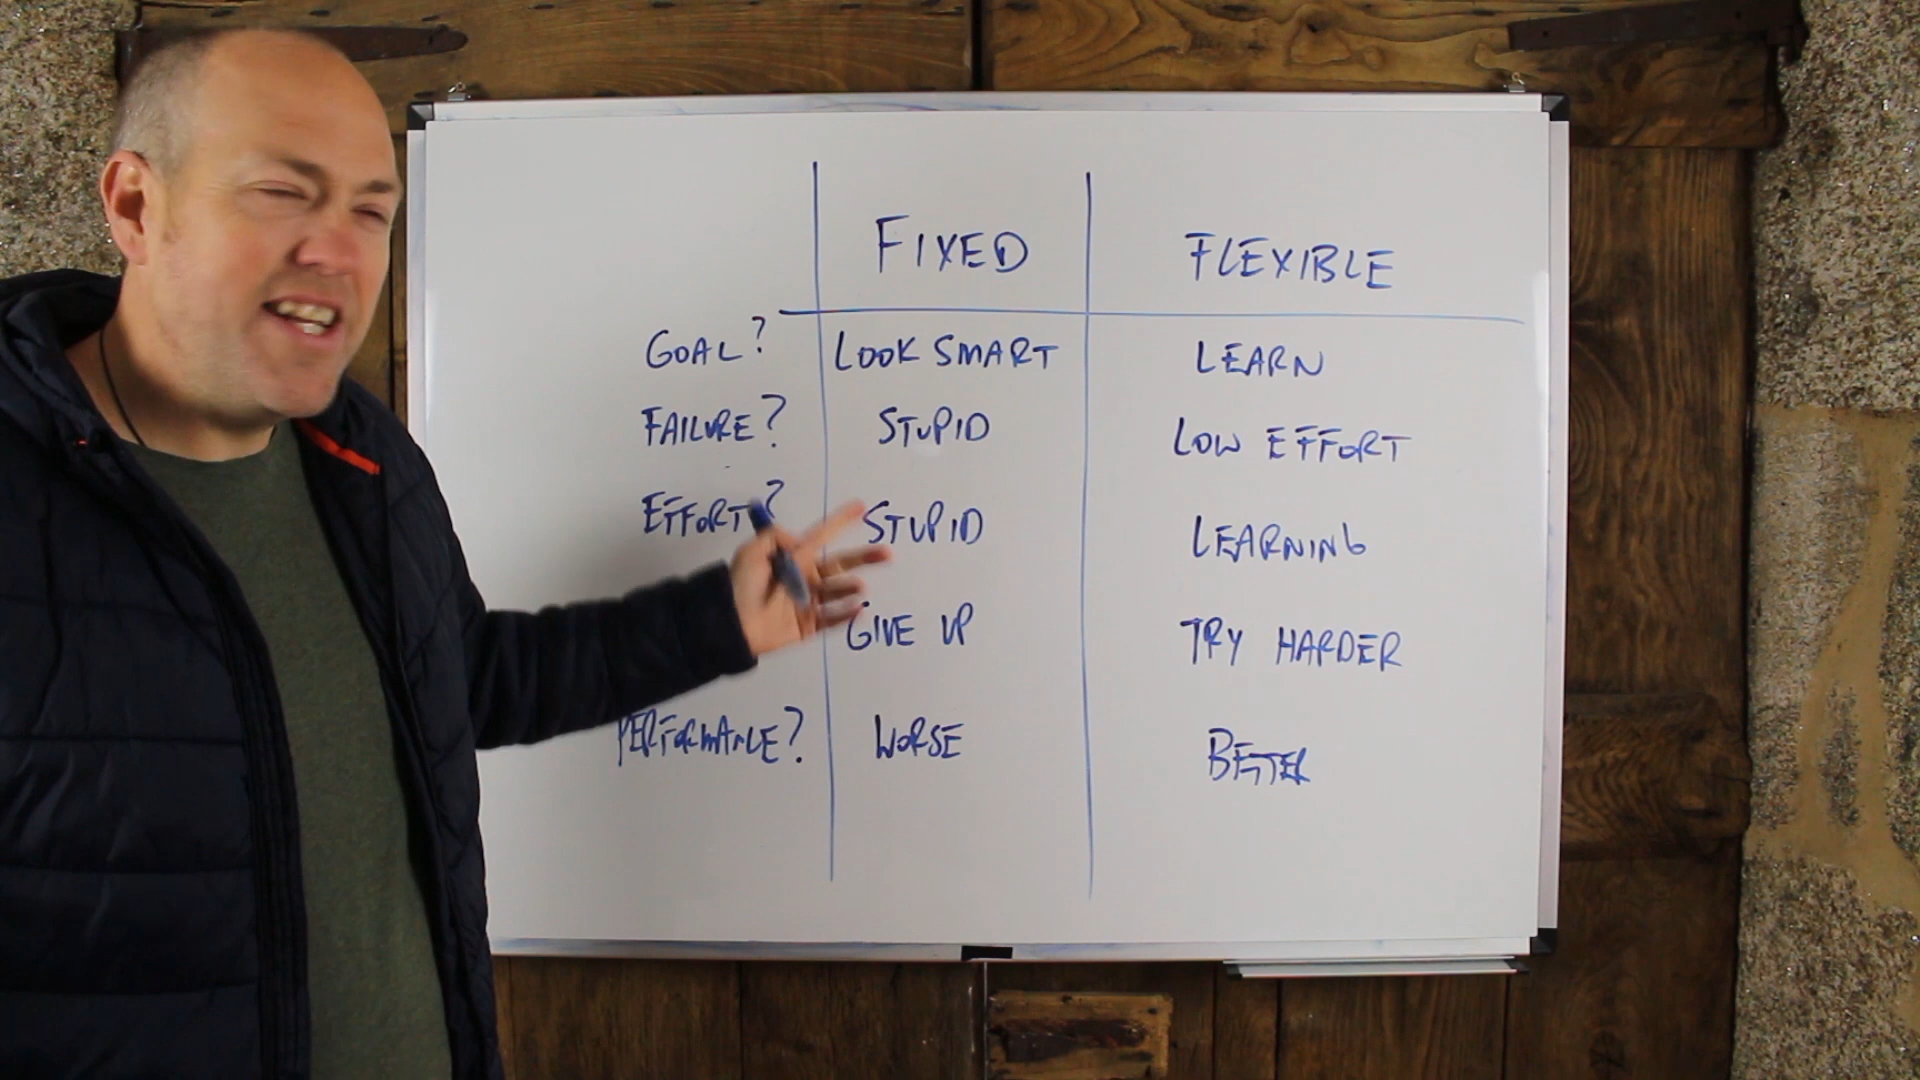 FIXED FLEXIBLE
GOAL? LOOK SMART LEARN
FAILURE? STUPID LOW EFFORT
EFFORT? STUPID LEARNING
GIVE UP TRY HARDER
PERFORMANCE? WORSE BETTER